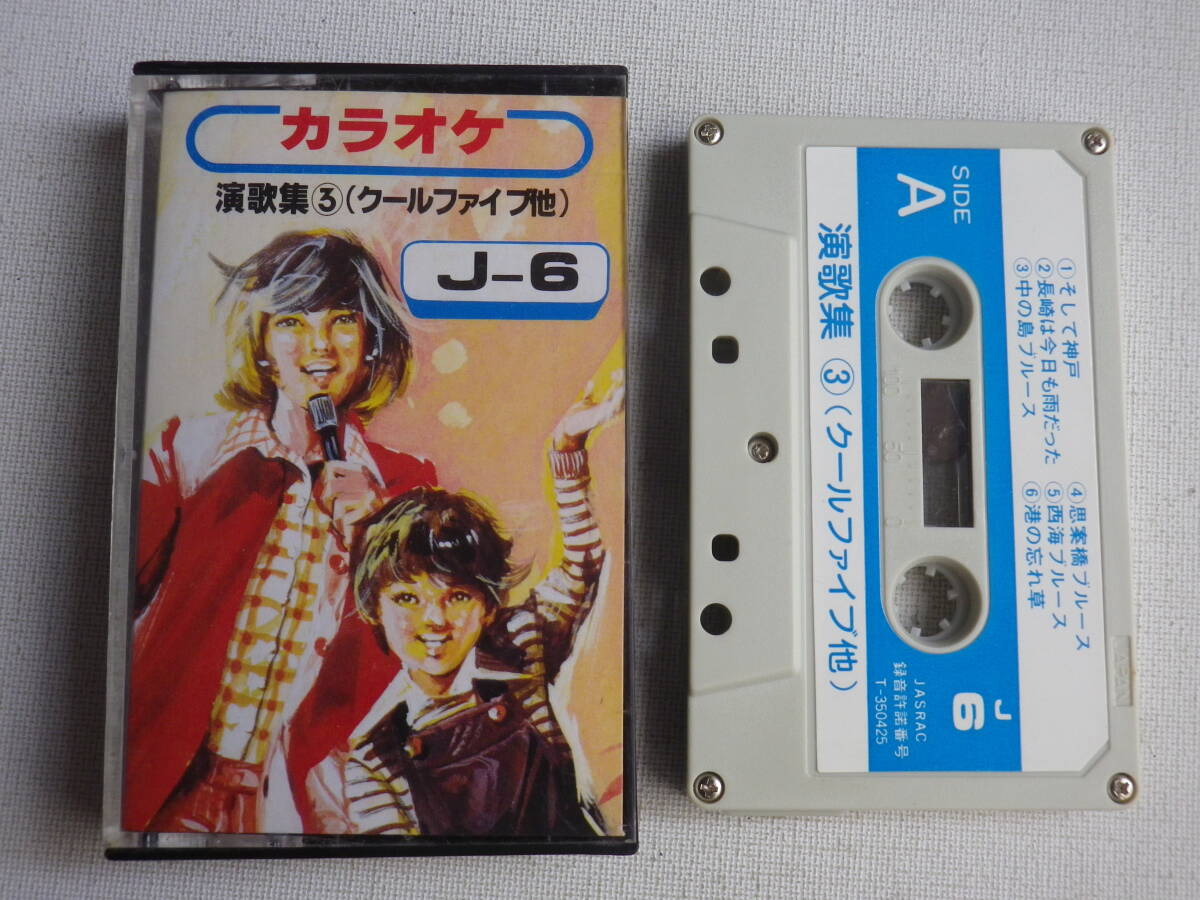 カラオケ
演歌集③(クールファイブ他)
J-6
SIDE
A
①そして神戸
②長崎は今日も雨だった
③中の島ブルース
④思案橋ブルース
⑤西海ブルース
⑥港の忘れ草
演歌集 ③(クールファイブ他)
100 50 0
J
6
JASRAC
録音許諾番号
T-350425
JAPAN